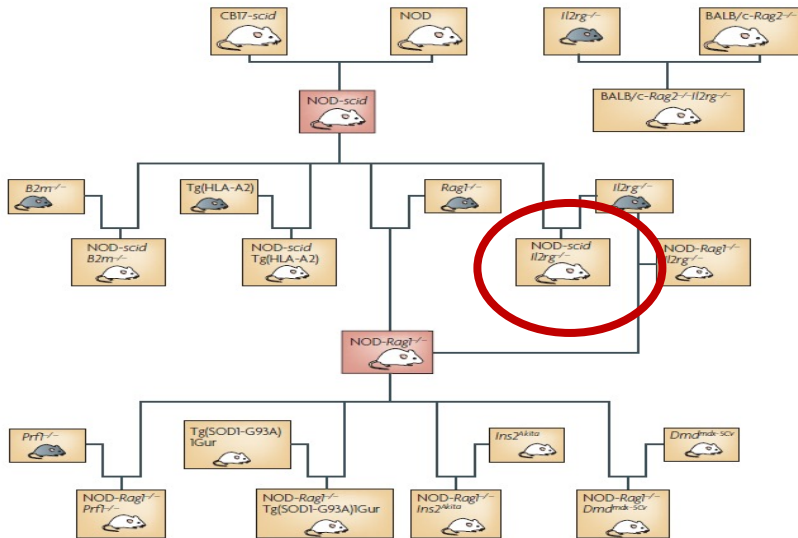 CB17-scid
NOD
Il2rg⁻/⁻
BALB/c-Rag2⁻/⁻
NOD-scid
BALB/c-Rag2⁻/⁻Il2rg⁻/⁻
B2m⁻/⁻
Tg(HLA-A2)
Rag1⁻/⁻
Il2rg⁻/⁻
NOD-scid
B2m⁻/⁻
NOD-scid
Tg(HLA-A2)
NOD-scid
Il2rg⁻/⁻
NOD-Rag1⁻/⁻
Il2rg⁻/⁻
NOD-Rag1⁻/⁻
Prf1⁻/⁻
Tg(SOD1-G93A)
1Gur
Ins2ᴬᵏⁱᵗᵃ
Dmdᵐᵈˣ⁻ˢᶜᵛ
NOD-Rag1⁻/⁻
Prf1⁻/⁻
NOD-Rag1⁻/⁻
Tg(SOD1-G93A)1Gur
NOD-Rag1⁻/⁻
Ins2ᴬᵏⁱᵗᵃ
NOD-Rag1⁻/⁻
Dmdᵐᵈˣ⁻ˢᶜᵛ